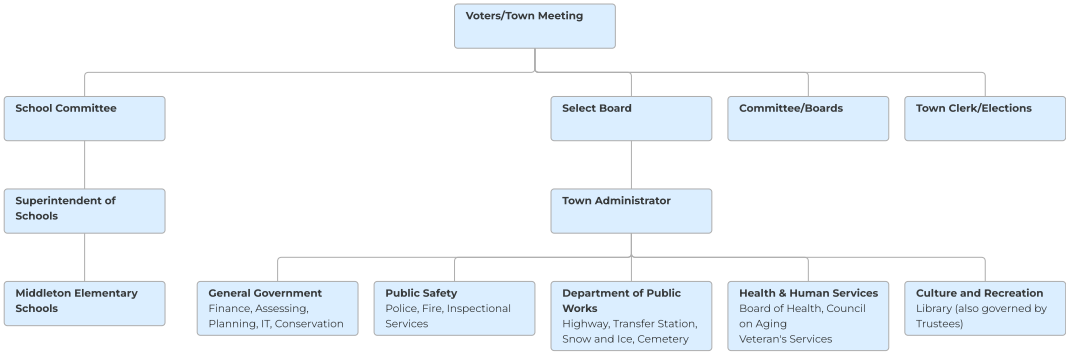 Voters/Town Meeting
School Committee
Select Board
Committee/Boards
Town Clerk/Elections
Superintendent of
Schools
Town Administrator
Middleton Elementary
Schools
General Government
Finance, Assessing,
Planning, IT, Conservation
Public Safety
Police, Fire, Inspectional
Services
Department of Public
Works
Highway, Transfer Station,
Snow and Ice, Cemetery
Health & Human Services
Board of Health, Council
on Aging
Veteran's Services
Culture and Recreation
Library (also governed by
Trustees)